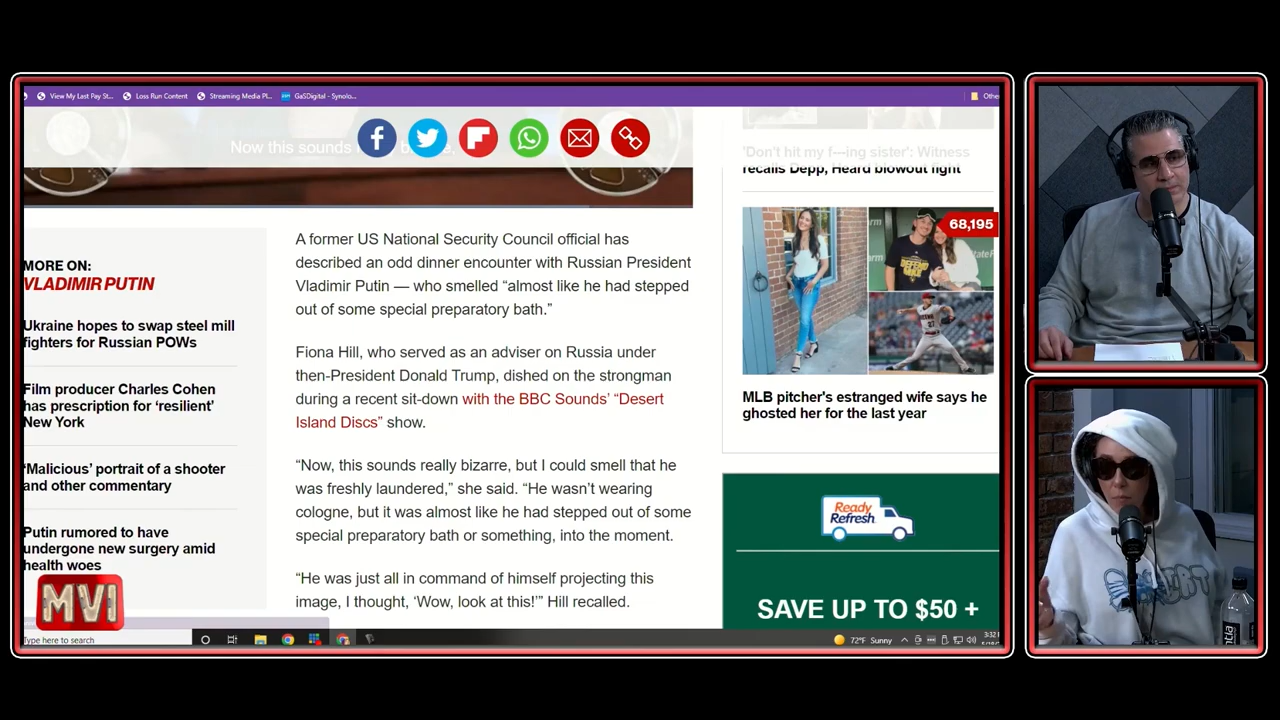 View My Last Pay St...
Loss Run Content
Streaming Media Pl...
GaSDigital - Synolo...
Othe
Now this sounds
'Don't hit my f---ing sister': Witness
recalls Depp, Heard blowout fight
68,195
MLB pitcher's estranged wife says he
ghosted her for the last year
MORE ON:
VLADIMIR PUTIN
Ukraine hopes to swap steel mill
fighters for Russian POWs
Film producer Charles Cohen
has prescription for ‘resilient’
New York
‘Malicious’ portrait of a shooter
and other commentary
Putin rumored to have
undergone new surgery amid
health woes
A former US National Security Council official has
described an odd dinner encounter with Russian President
Vladimir Putin — who smelled “almost like he had stepped
out of some special preparatory bath.”
Fiona Hill, who served as an adviser on Russia under
then-President Donald Trump, dished on the strongman
during a recent sit-down with the BBC Sounds’ “Desert
Island Discs” show.
“Now, this sounds really bizarre, but I could smell that he
was freshly laundered,” she said. “He wasn’t wearing
cologne, but it was almost like he had stepped out of some
special preparatory bath or something, into the moment.
“He was just all in command of himself projecting this
image, I thought, ‘Wow, look at this!’” Hill recalled.
Ready
Refresh
SAVE UP TO $50 +
MVI
Type here to search
72°F Sunny
3:32